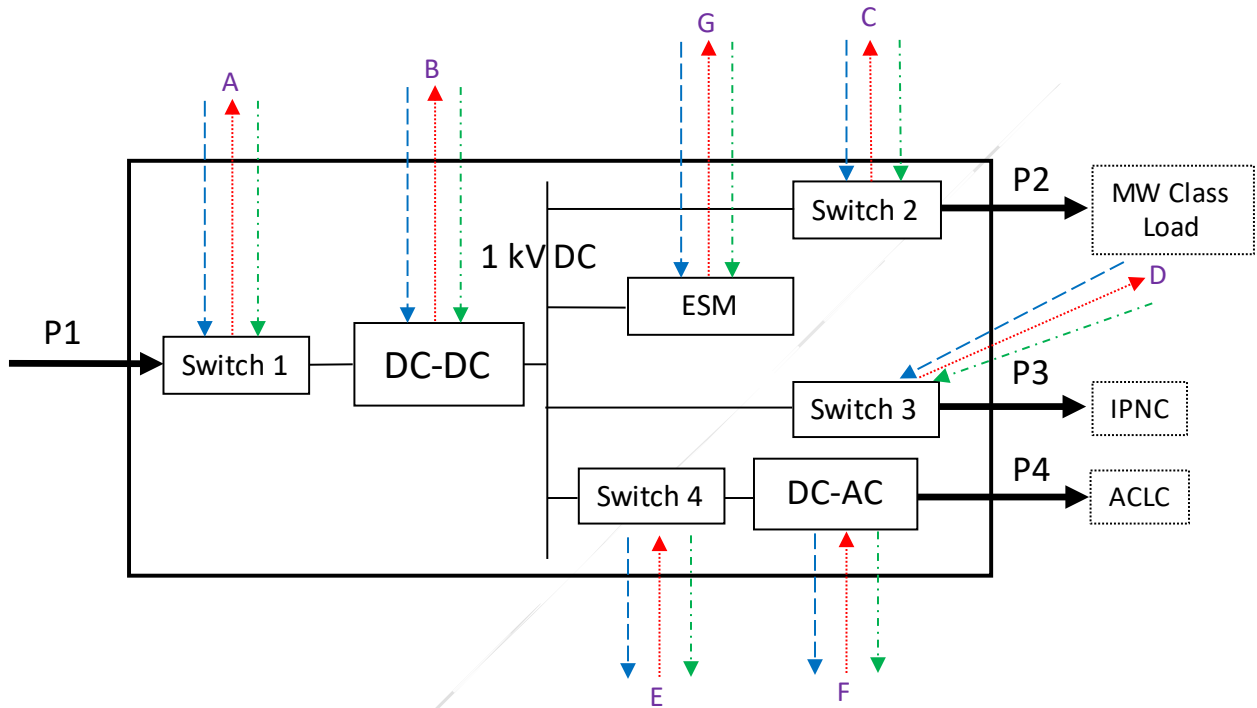 G
C
A
B
P2
MW Class
Load
Switch 2
1 kV DC
D
ESM
P1
Switch 1
DC-DC
P3
Switch 3
IPNC
P4
Switch 4
DC-AC
ACLC
E
F